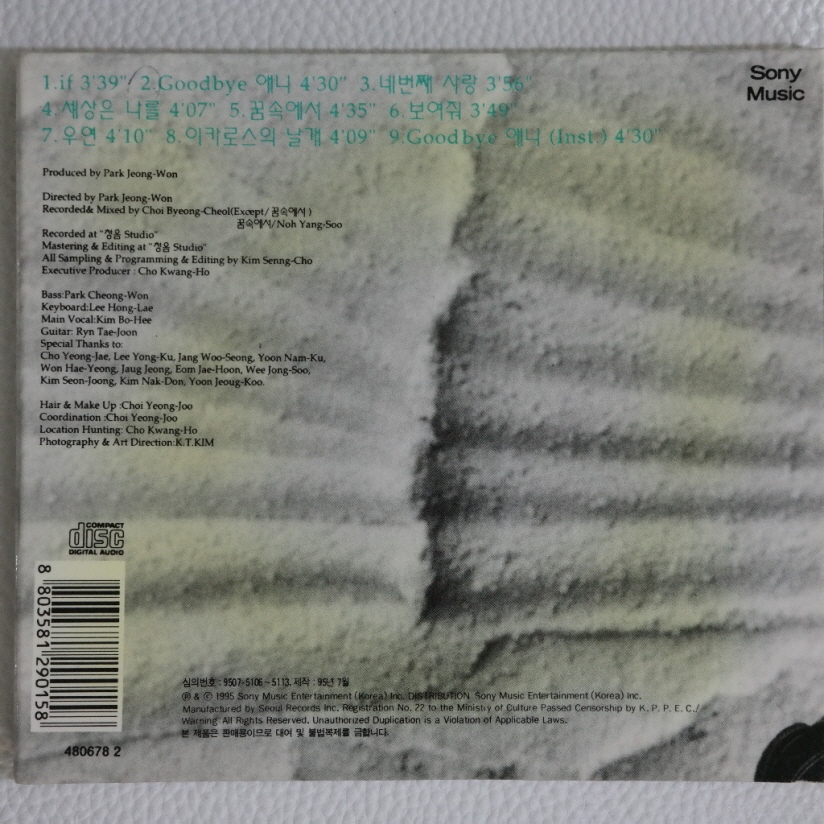 1.if 3'39" 2.Goodbye 애니 4'30" 3.네번째 사랑 3'56"
4.세상은 나를 4'07" 5.꿈속에서 4'35" 6.보여줘 3'49"
7.우연 4'10" 8.이카로스의 날개 4'09" 9.Goodbye 애니 (Inst.) 4'30"
Sony
Music
Produced by Park Jeong-Won
Directed by Park Jeong-Won
Recorded& Mixed by Choi Byeong-Cheol(Except/ 꿈속에서 )
꿈속에서/Noh Yang-Soo
Recorded at "청음 Studio"
Mastering & Editing at "청음 Studio"
All Sampling & Programming & Editing by Kim Senng-Cho
Executive Producer : Cho Kwang-Ho
Bass:Park Cheong-Won
Keyboard:Lee Hong-Lae
Main Vocal:Kim Bo-Hee
Guitar: Ryn Tae-Joon
Special Thanks to:
Cho Yeong-Jae, Lee Yong-Ku, Jang Woo-Seong, Yoon Nam-Ku,
Won Hae-Yeong, Jaug Jeong, Eom Jae-Hoon, Wee Jong-Soo,
Kim Seon-Joong, Kim Nak-Don, Yoon Jeoug-Koo.
Hair & Make Up :Choi Yeong-Joo
Coordination :Choi Yeong-Joo
Location Hunting: Cho Kwang-Ho
Photography & Art Direction:K.T.KIM
COMPACT
disc
DIGITAL AUDIO
8 803581 290158
480678 2
심의번호 : 9507-5106~5113. 제작 : 95년 7월
Ⓟ & Ⓒ 1995 Sony Music Entertainment (Korea) Inc. DISTRIBUTION. Sony Music Entertainment (Korea) Inc.
Manufactured by Seoul Records Inc. Registration No. 22 to the Ministry of Culture Passed Censorship by K. P. P. E. C./
Warning: All Rights Reserved. Unauthorized Duplication is a Violation of Applicable Laws.
본 제품은 판매용이므로 대여 및 불법복제를 금합니다.